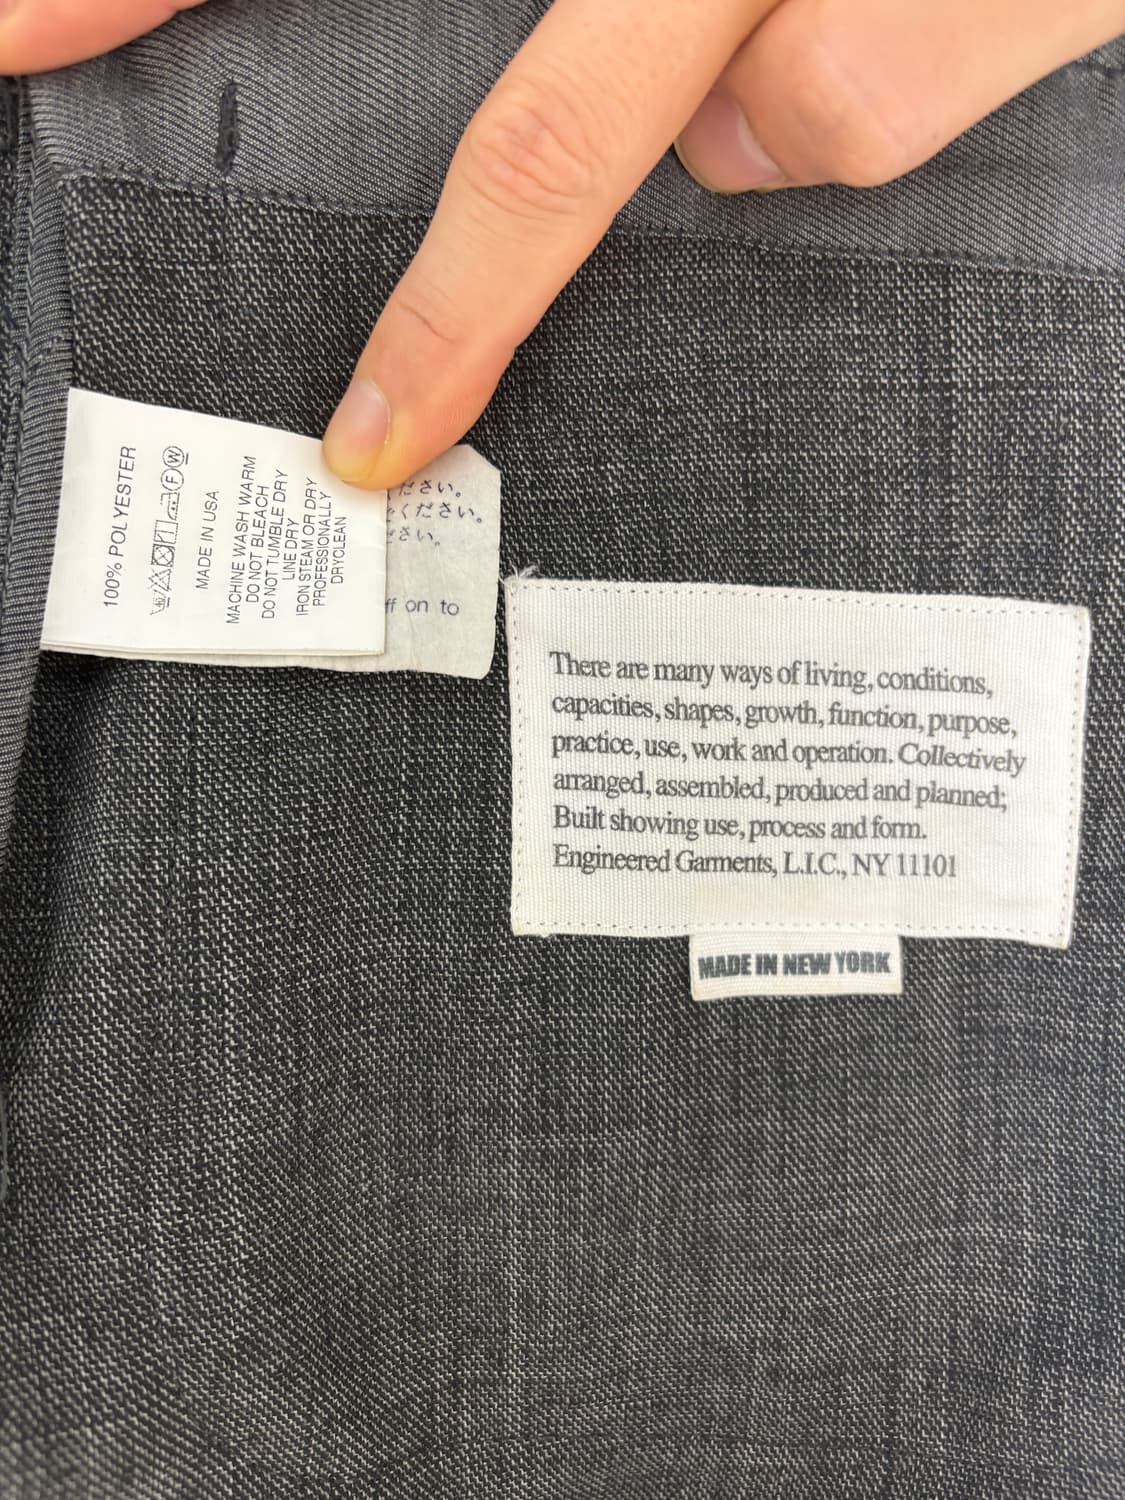 100% POLYESTER
MADE IN USA
MACHINE WASH WARM
DO NOT BLEACH
DO NOT TUMBLE DRY
LINE DRY
IRON STEAM OR DRY
PROFESSIONALLY
DRYCLEAN
ださい。
ください。
さい。
on to
There are many ways of living, conditions,
capacities, shapes, growth, function, purpose,
practice, use, work and operation. Collectively
arranged, assembled, produced and planned;
Built showing use, process and form.
Engineered Garments, L.I.C., NY 11101
MADE IN NEW YORK